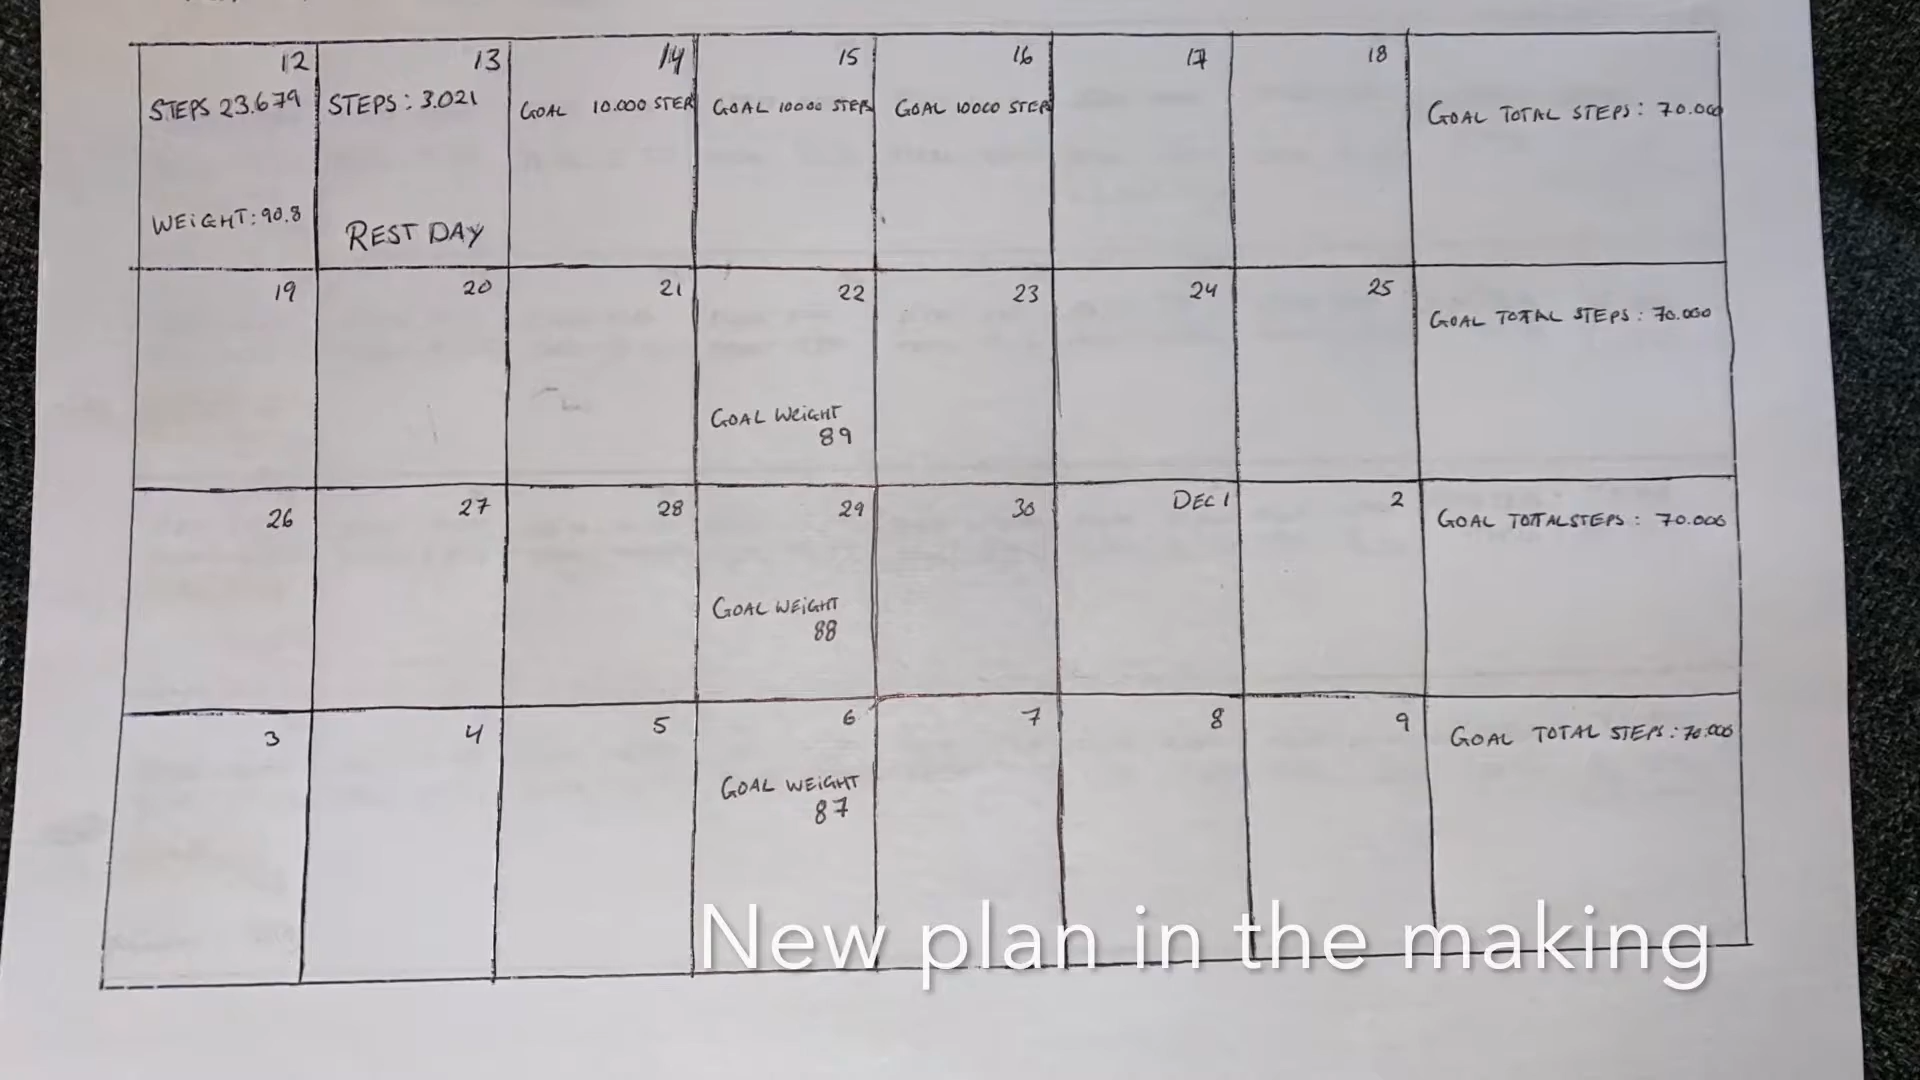 12
13
14
15
16
17
18
STEPS 23.679
STEPS: 3.021
GOAL 10.000 STEP
GOAL 10000 STEP
GOAL 10000 STEP
GOAL TOTAL STEPS: 70.000
WEIGHT: 90.8
REST DAY
19
20
21
22
23
24
25
GOAL TOTAL STEPS: 70.000
GOAL WEIGHT
89
26
27
28
29
30
DEC 1
2
GOAL TOTAL STEPS: 70.000
GOAL WEIGHT
88
3
4
5
6
7
8
9
GOAL TOTAL STEPS: 70.000
GOAL WEIGHT
87
New plan in the making